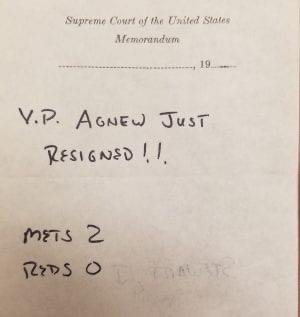 Supreme Court of the United States
Memorandum
----------------------, 19......
V.P. AGNEW JUST
RESIGNED!!.
METS 2
REDS 0